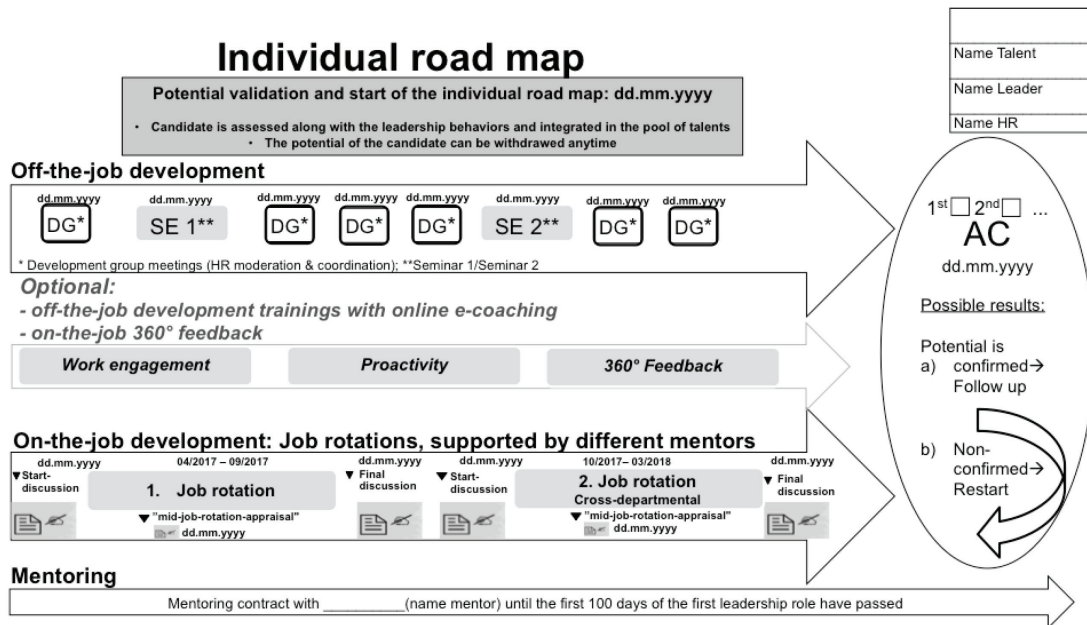 Individual road map
Name Talent
Name Leader
Name HR
Potential validation and start of the individual road map: dd.mm.yyyy
• Candidate is assessed along with the leadership behaviors and integrated in the pool of talents
• The potential of the candidate can be withdrawed anytime
Off-the-job development
dd.mm.yyyy dd.mm.yyyy dd.mm.yyyy dd.mm.yyyy dd.mm.yyyy dd.mm.yyyy dd.mm.yyyy dd.mm.yyyy
DG* SE 1** DG* DG* DG* SE 2** DG* DG*
* Development group meetings (HR moderation & coordination); **Seminar 1/Seminar 2
Optional:
- off-the-job development trainings with online e-coaching
- on-the-job 360° feedback
Work engagement Proactivity 360° Feedback
On-the-job development: Job rotations, supported by different mentors
dd.mm.yyyy 04/2017 – 09/2017 dd.mm.yyyy dd.mm.yyyy 10/2017– 03/2018 dd.mm.yyyy
Start-
discussion
1. Job rotation
"mid-job-rotation-appraisal"
dd.mm.yyyy
Final
discussion
Start-
discussion
2. Job rotation
Cross-departmental
"mid-job-rotation-appraisal"
dd.mm.yyyy
Final
discussion
Mentoring
Mentoring contract with __________(name mentor) until the first 100 days of the first leadership role have passed
1st 2nd ...
AC
dd.mm.yyyy
Possible results:
Potential is
a) confirmed→
Follow up
b) Non-
confirmed→
Restart